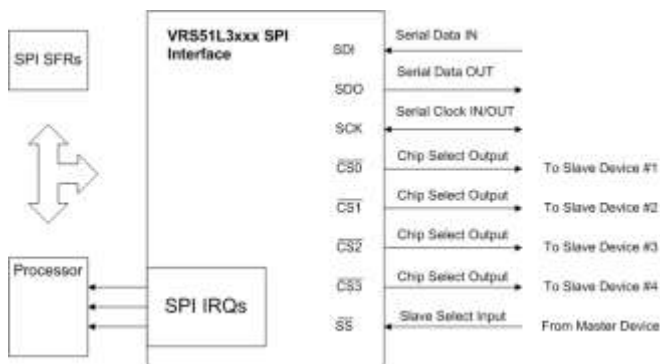 SPI SFRs
Processor
VRS51L3xxx SPI
Interface
SPI IRQs
SDI
Serial Data IN
SDO
Serial Data OUT
SCK
Serial Clock IN/OUT
CS0
Chip Select Output
To Slave Device #1
CS1
Chip Select Output
To Slave Device #2
CS2
Chip Select Output
To Slave Device #3
CS3
Chip Select Output
To Slave Device #4
SS
Slave Select Input
From Master Device